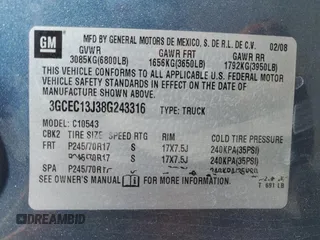 GM
MFD BY GENERAL MOTORS DE MEXICO, S. DE R.L. DE C.V. 02/08
GVWR GAWR FRT GAWR RR
3085KG(6800LB) 1656KG(3650LB) 1792KG(3950LB)
THIS VEHICLE CONFORMS TO ALL APPLICABLE U.S. FEDERAL MOTOR
VEHICLE SAFETY STANDARDS IN EFFECT ON THE DATE OF
MANUFACTURE SHOWN ABOVE.
3GCEC13J38G243316 TYPE: TRUCK
MODEL: C10543
CBK2 TIRE SIZE SPEED RTG RIM COLD TIRE PRESSURE
FRT P245/70R17 S 17X7.5J 240KPA(35PSI)
P245/70R17 S 17X7.5J 240KPA(35PSI)
SPA P245/70R17
SEE OWNER'S MANUAL FOR MORE INFORMATION.
DREAMBID